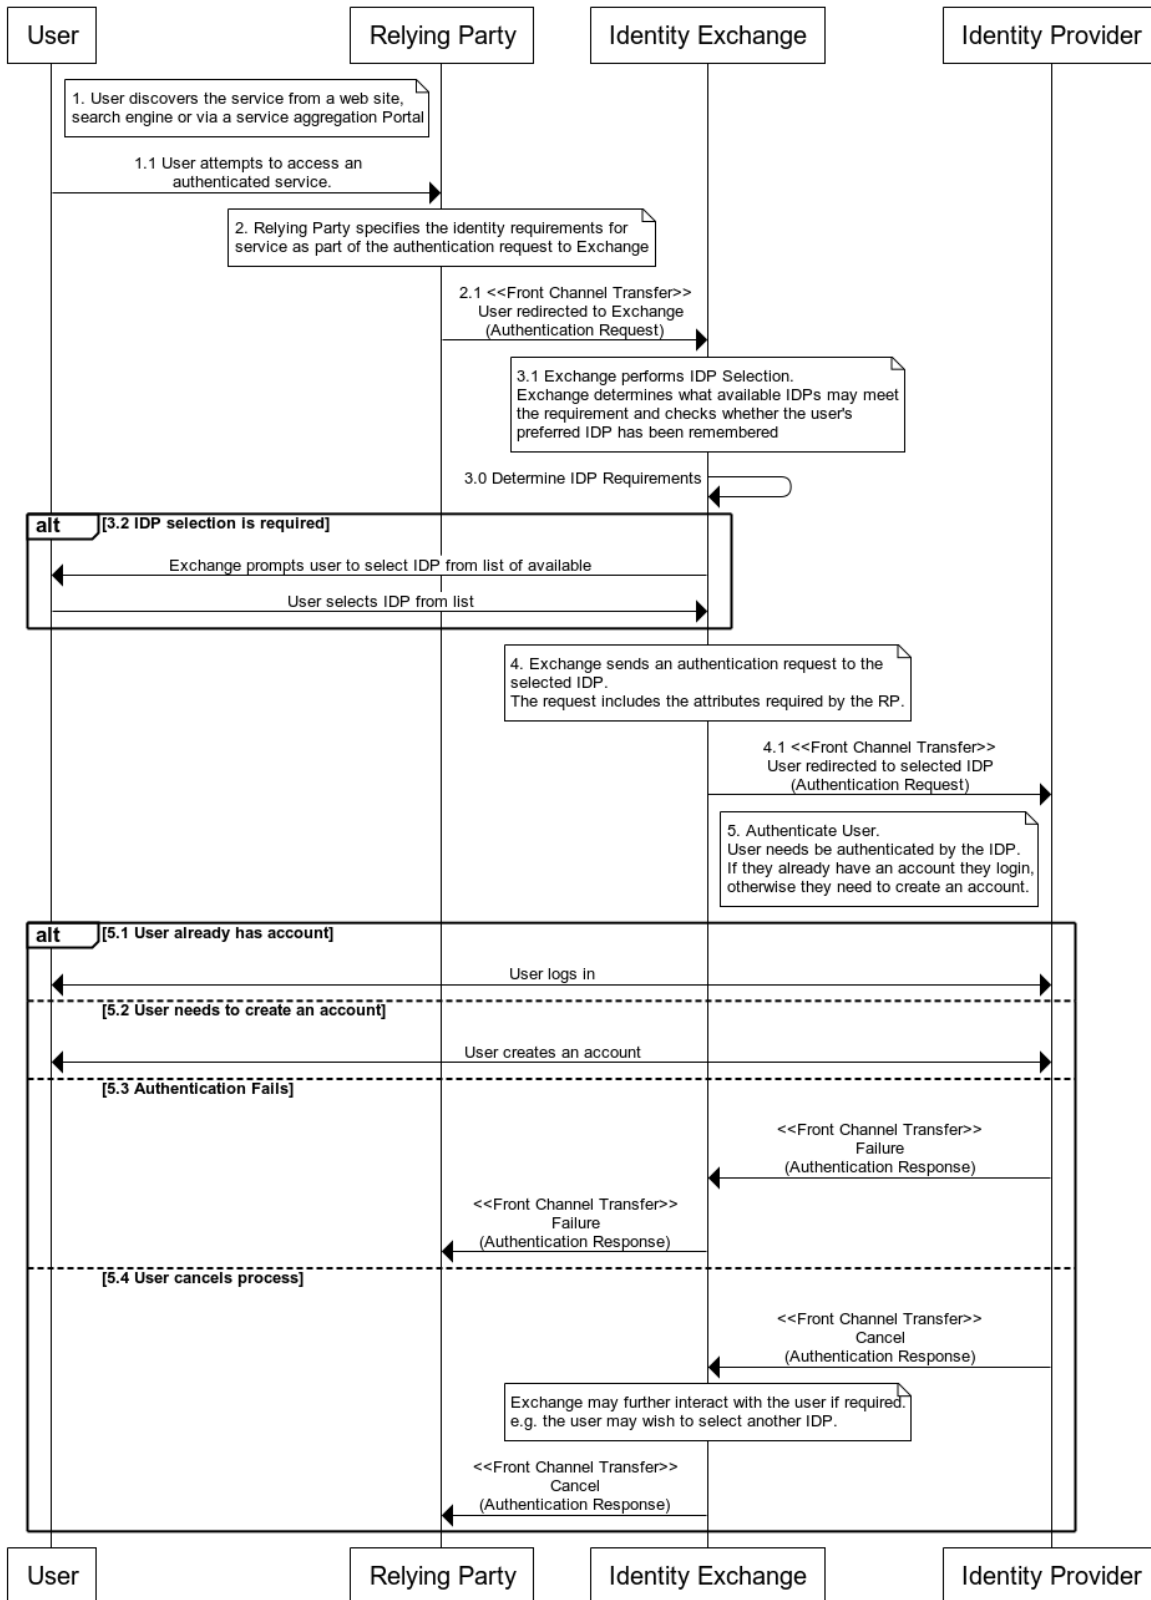 User
Relying Party
Identity Exchange
Identity Provider
1. User discovers the service from a web site,
search engine or via a service aggregation Portal
1.1 User attempts to access an
authenticated service.
2. Relying Party specifies the identity requirements for
service as part of the authentication request to Exchange
2.1 <<Front Channel Transfer>>
User redirected to Exchange
(Authentication Request)
3.1 Exchange performs IDP Selection.
Exchange determines what available IDPs may meet
the requirement and checks whether the user's
preferred IDP has been remembered
3.0 Determine IDP Requirements
alt
[3.2 IDP selection is required]
Exchange prompts user to select IDP from list of available
User selects IDP from list
4. Exchange sends an authentication request to the
selected IDP.
The request includes the attributes required by the RP.
4.1 <<Front Channel Transfer>>
User redirected to selected IDP
(Authentication Request)
5. Authenticate User.
User needs be authenticated by the IDP.
If they already have an account they login,
otherwise they need to create an account.
alt
[5.1 User already has account]
User logs in
[5.2 User needs to create an account]
User creates an account
[5.3 Authentication Fails]
<<Front Channel Transfer>>
Failure
(Authentication Response)
<<Front Channel Transfer>>
Failure
(Authentication Response)
[5.4 User cancels process]
<<Front Channel Transfer>>
Cancel
(Authentication Response)
Exchange may further interact with the user if required.
e.g. the user may wish to select another IDP.
<<Front Channel Transfer>>
Cancel
(Authentication Response)
User
Relying Party
Identity Exchange
Identity Provider